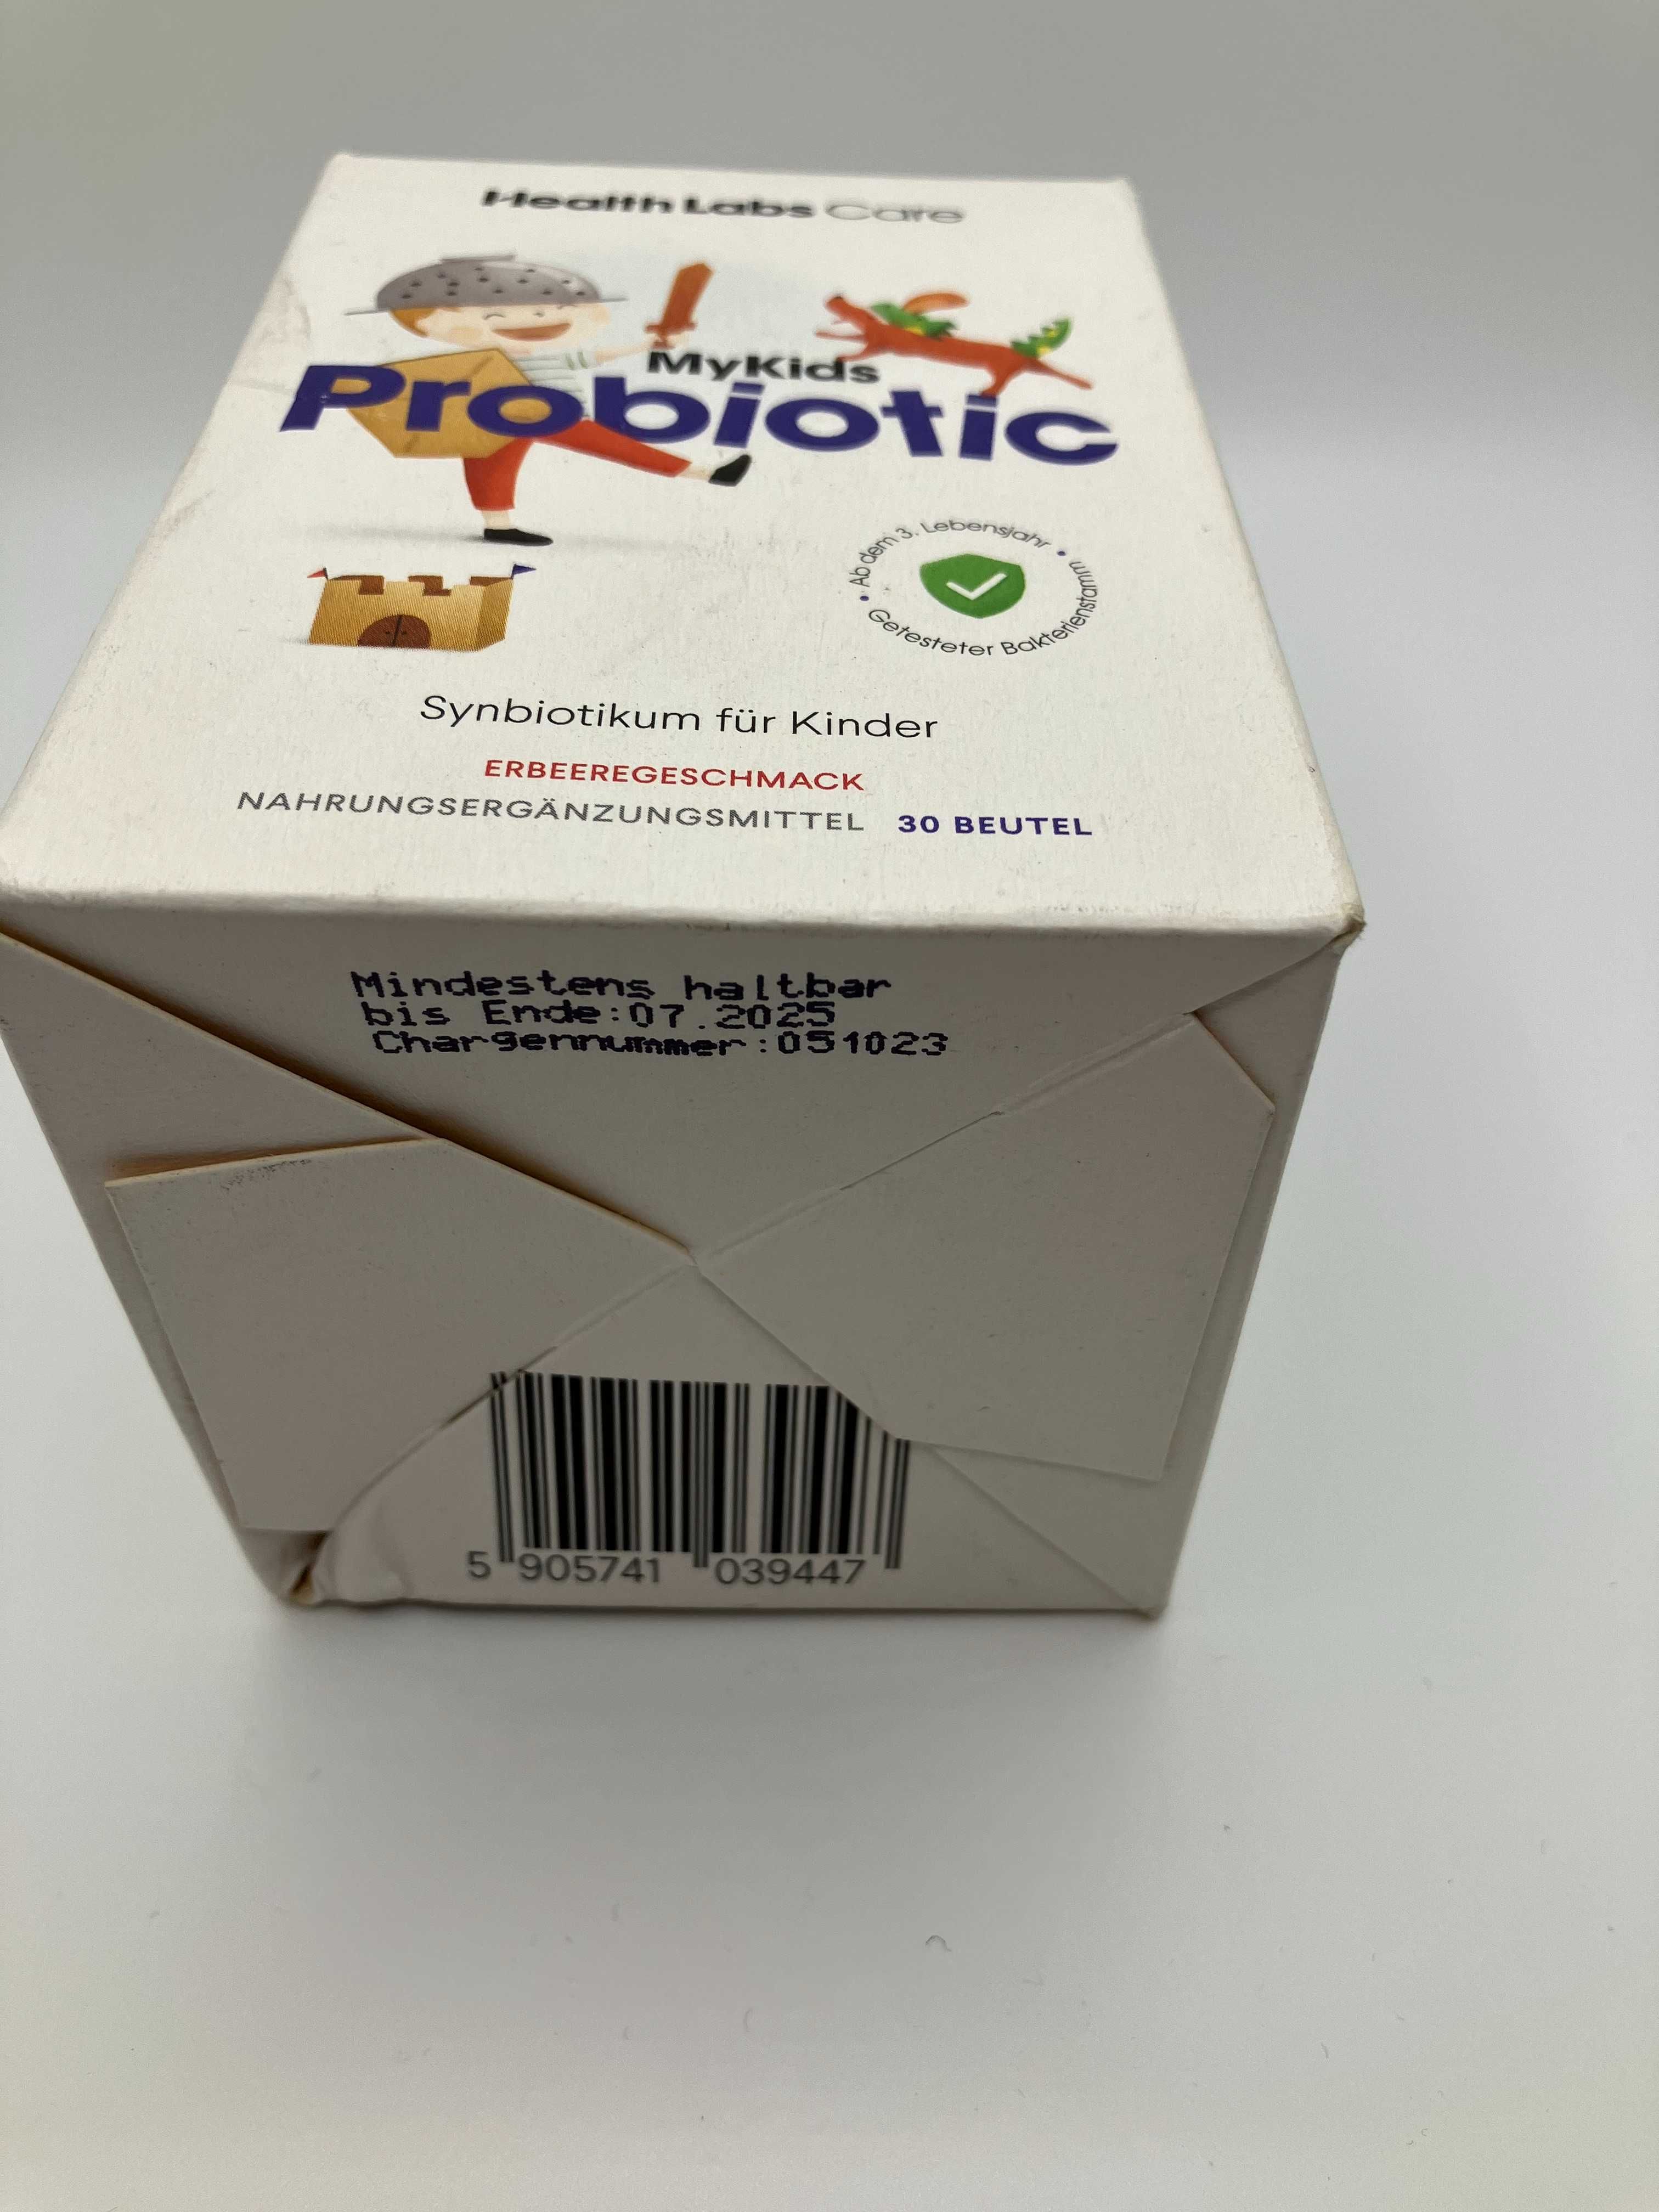 Health Labs Care
MyKids
Probiotic
Ab dem 3. Lebensjahr • Getesteter Bakterienstamm •
Synbiotikum für Kinder
ERBEEREGESCHMACK
NAHRUNGSERGÄNZUNGSMITTEL 30 BEUTEL
Mindestens haltbar
bis Ende:07.2025
Chargennummer:051023
5 905741 039447